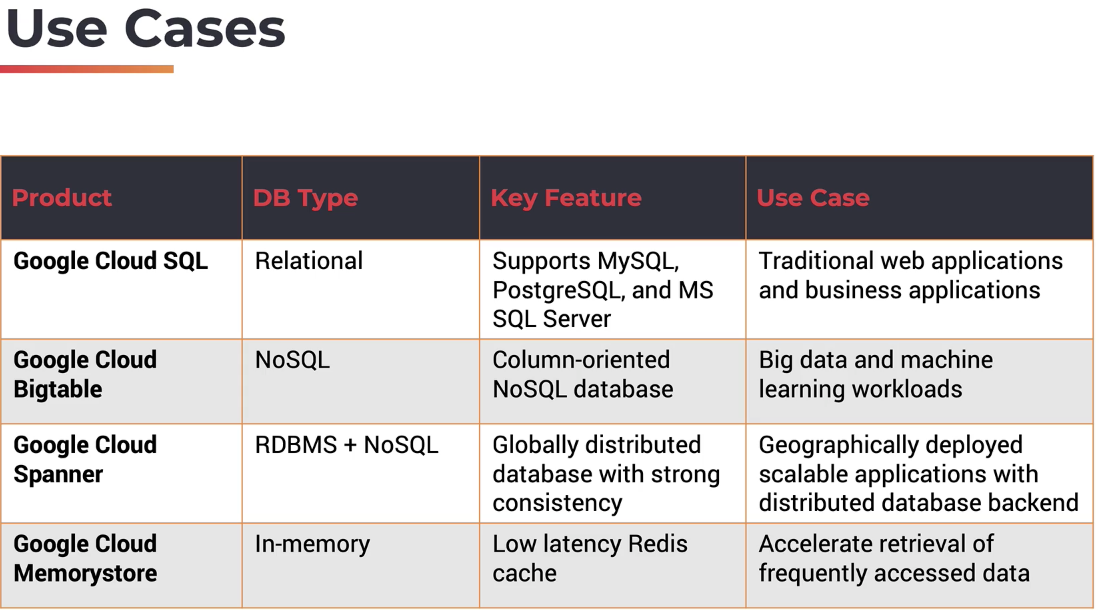 Use Cases
Product
DB Type
Key Feature
Use Case
Google Cloud SQL
Relational
Supports MySQL,
PostgreSQL, and MS
SQL Server
Traditional web applications
and business applications
Google Cloud
Bigtable
NoSQL
Column-oriented
NoSQL database
Big data and machine
learning workloads
Google Cloud
Spanner
RDBMS + NoSQL
Globally distributed
database with strong
consistency
Geographically deployed
scalable applications with
distributed database backend
Google Cloud
Memorystore
In-memory
Low latency Redis
cache
Accelerate retrieval of
frequently accessed data